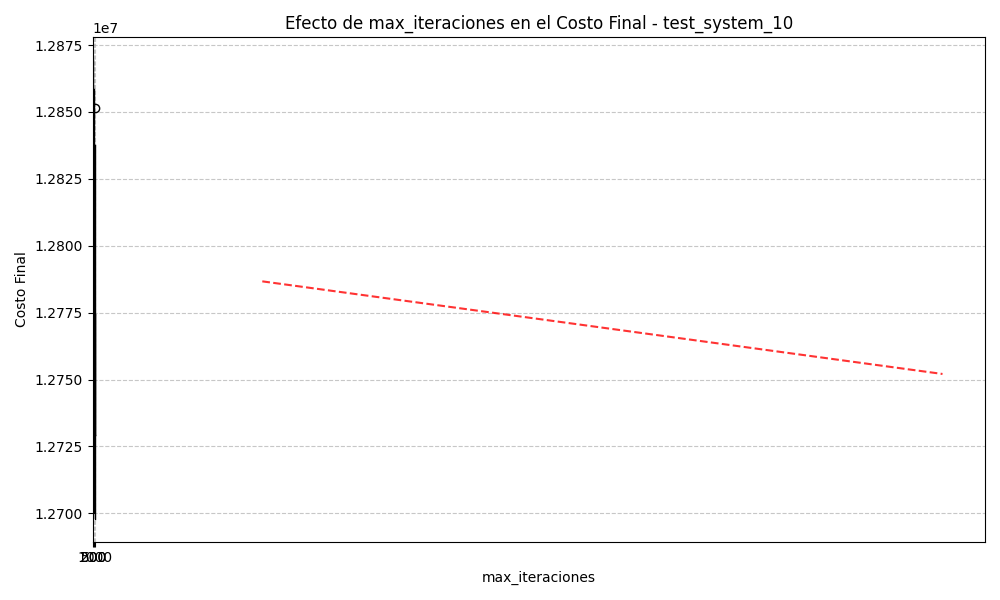 Efecto de max_iteraciones en el Costo Final - test_system_10
1e7
1.2875
1.2850
1.2825
1.2800
1.2775
1.2750
1.2725
1.2700
Costo Final
max_iteraciones